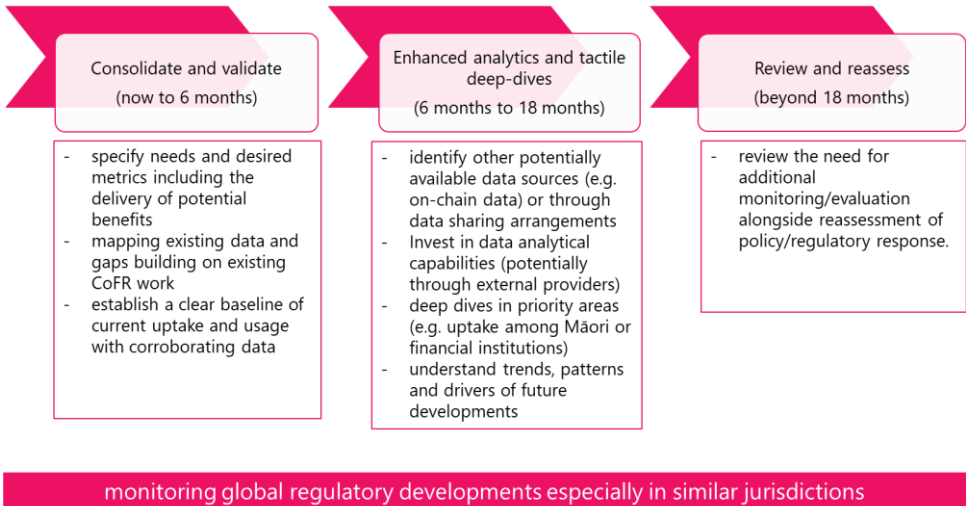 Consolidate and validate
(now to 6 months)
- specify needs and desired
metrics including the
delivery of potential
benefits
- mapping existing data and
gaps building on existing
CoFR work
- establish a clear baseline of
current uptake and usage
with corroborating data
Enhanced analytics and tactile
deep-dives
(6 months to 18 months)
- identify other potentially
available data sources (e.g.
on-chain data) or through
data sharing arrangements
- Invest in data analytical
capabilities (potentially
through external providers)
- deep dives in priority areas
(e.g. uptake among Māori or
financial institutions)
- understand trends, patterns
and drivers of future
developments
Review and reassess
(beyond 18 months)
- review the need for
additional
monitoring/evaluation
alongside reassessment of
policy/regulatory response.
monitoring global regulatory developments especially in similar jurisdictions